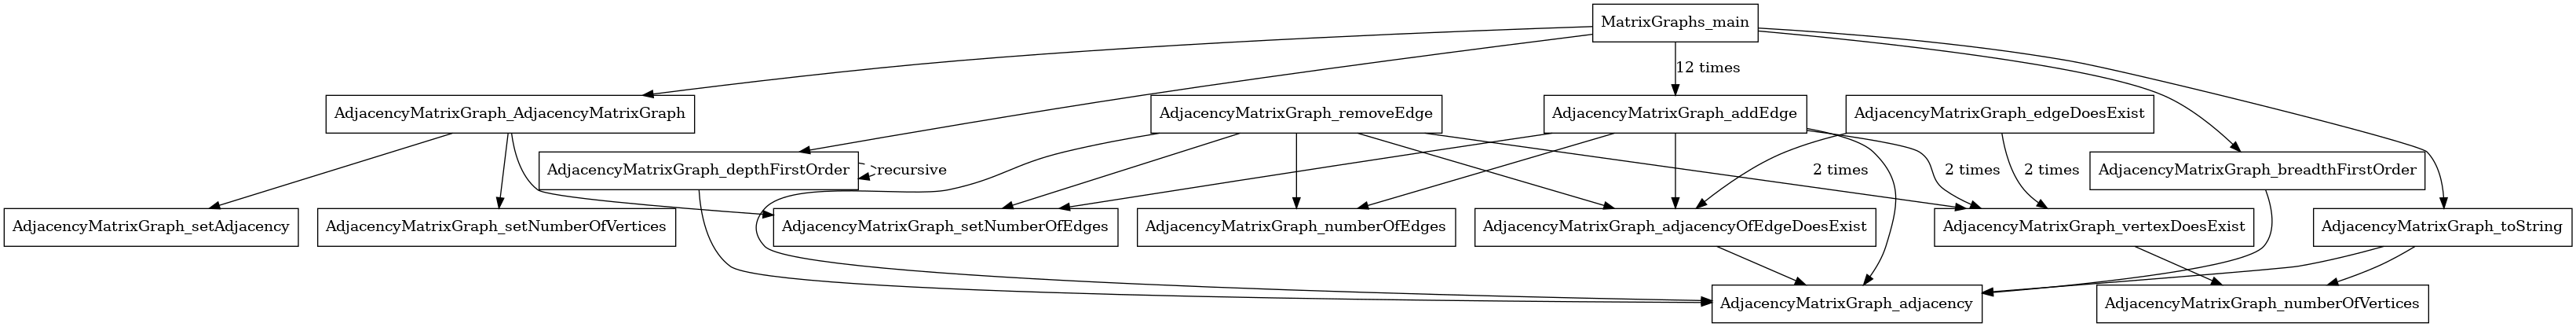 MatrixGraphs_main
12 times
AdjacencyMatrixGraph_AdjacencyMatrixGraph
AdjacencyMatrixGraph_removeEdge
AdjacencyMatrixGraph_addEdge
AdjacencyMatrixGraph_edgeDoesExist
AdjacencyMatrixGraph_depthFirstOrder
recursive
2 times
2 times
2 times
AdjacencyMatrixGraph_breadthFirstOrder
AdjacencyMatrixGraph_setAdjacency
AdjacencyMatrixGraph_setNumberOfVertices
AdjacencyMatrixGraph_setNumberOfEdges
AdjacencyMatrixGraph_numberOfEdges
AdjacencyMatrixGraph_adjacencyOfEdgeDoesExist
AdjacencyMatrixGraph_vertexDoesExist
AdjacencyMatrixGraph_toString
AdjacencyMatrixGraph_adjacency
AdjacencyMatrixGraph_numberOfVertices